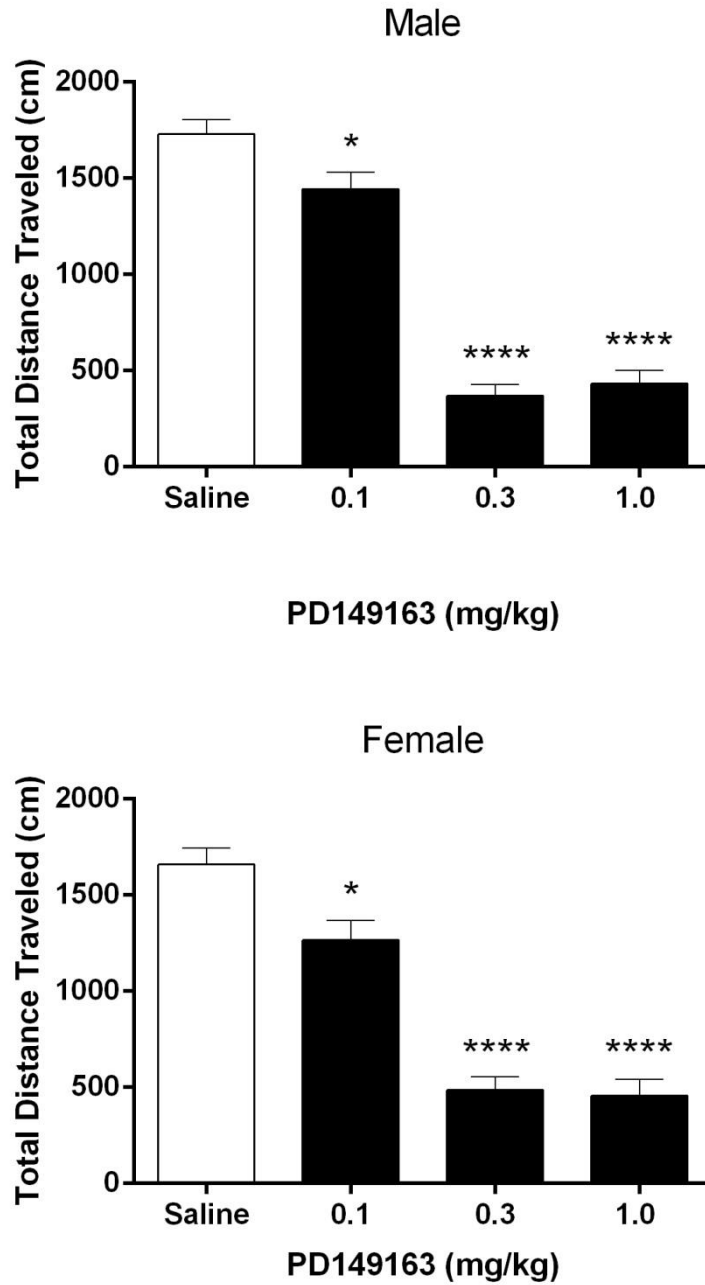 Male
Total Distance Traveled (cm)
2000
*
1500
1000
**** ****
500
0
Saline 0.1 0.3 1.0
PD149163 (mg/kg)
Female
Total Distance Traveled (cm)
2000
1500
*
1000
**** ****
500
0
Saline 0.1 0.3 1.0
PD149163 (mg/kg)